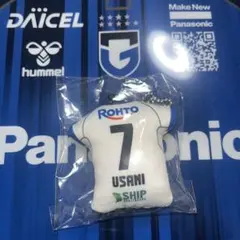 DAICEL
Make New
Panasonic
hummel
G
ROHTO
Panasonic
7
USAMI
SHIP